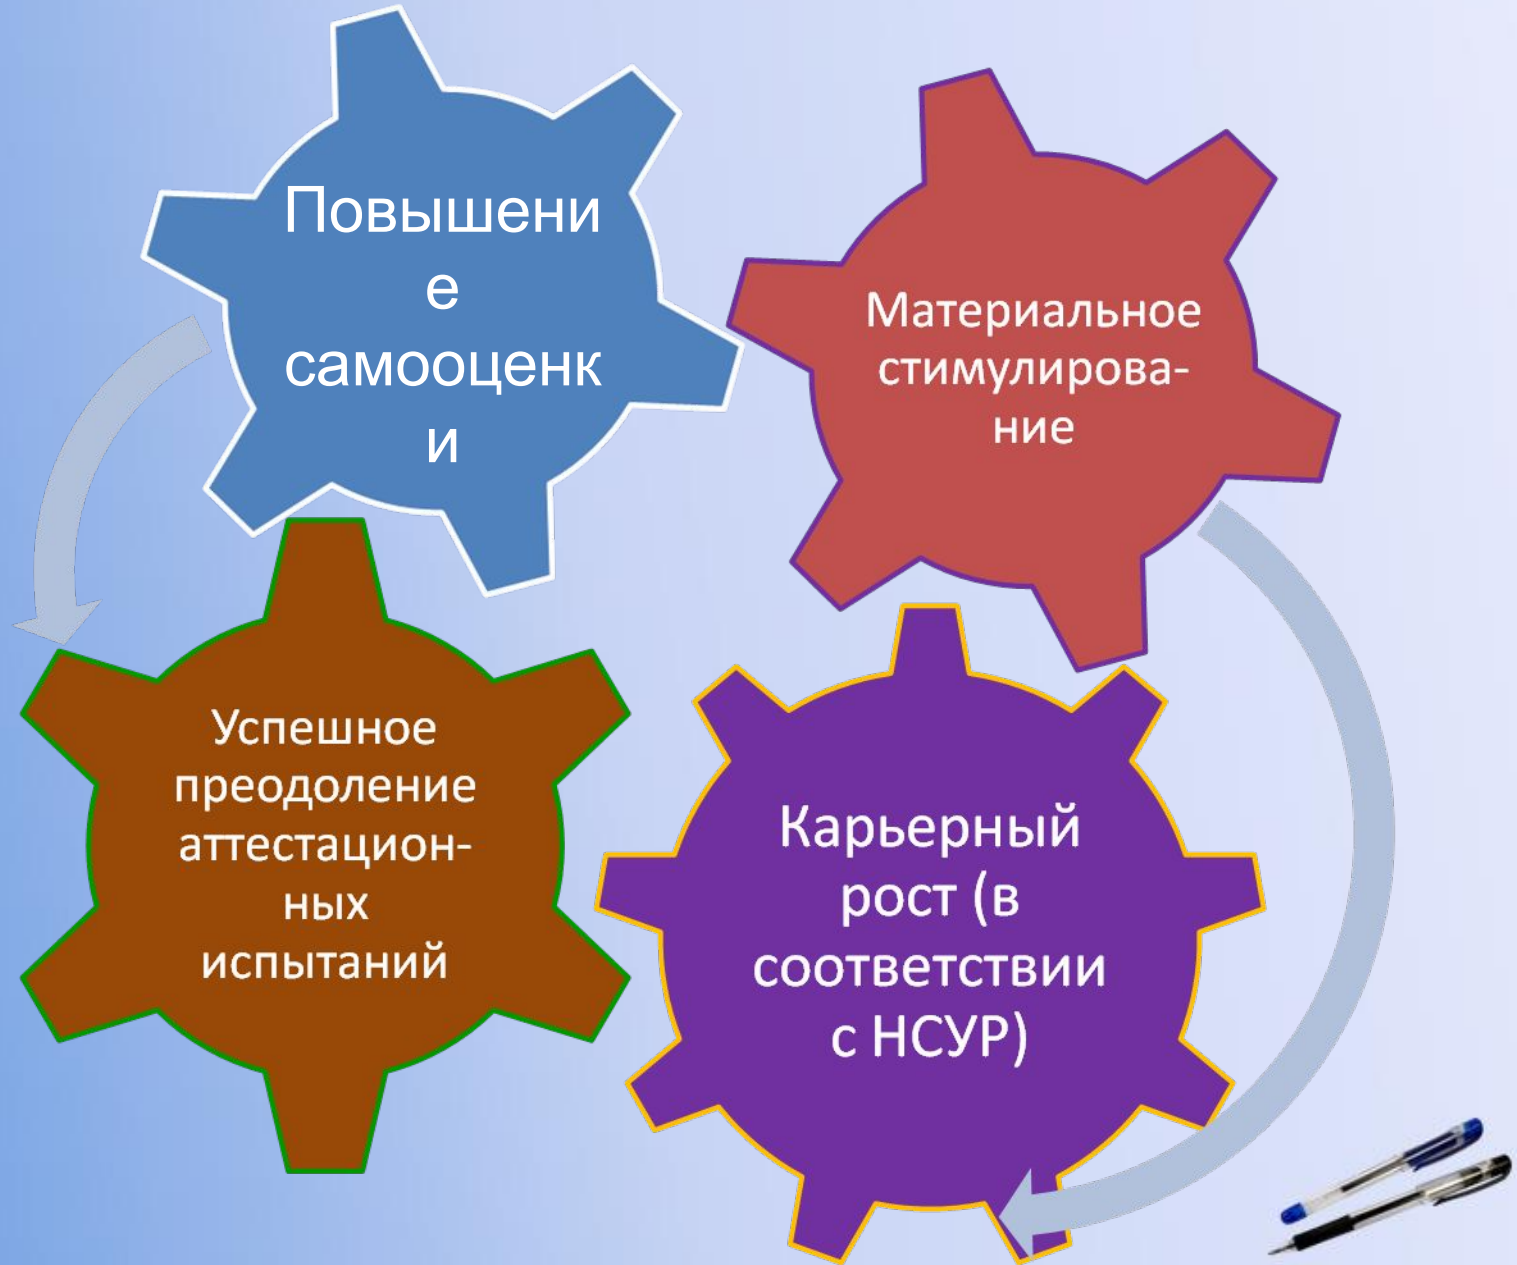 Повышени
е
самооценк
и
Материальное
стимулирова-
ние
Успешное
преодоление
аттестацион-
ных
испытаний
Карьерный
рост (в
соответствии
с НСУР)